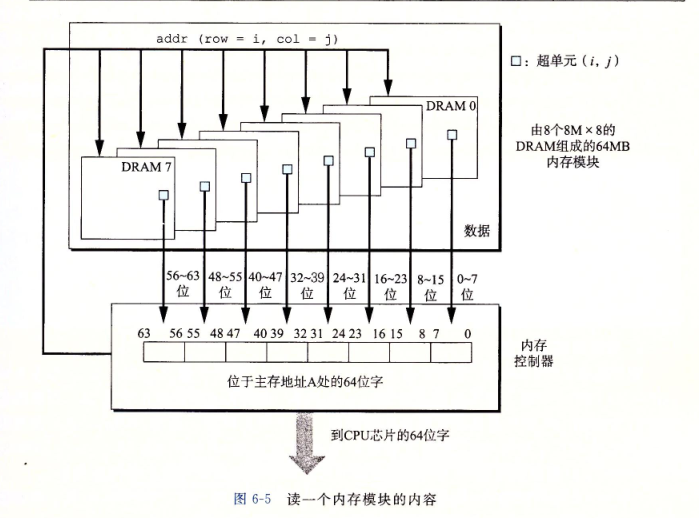 addr (row = i, col = j)
□：超单元（i, j）
DRAM 0
由8个8M×8的
DRAM组成的64MB
内存模块
DRAM 7
数据
56~63位
48~55位
40~47位
32~39位
24~31位
16~23位
8~15位
0~7位
63 56 55 48 47 40 39 32 31 24 23 16 15 8 7 0
内存
控制器
位于主存地址A处的64位字
到CPU芯片的64位字
图 6-5 读一个内存模块的内容